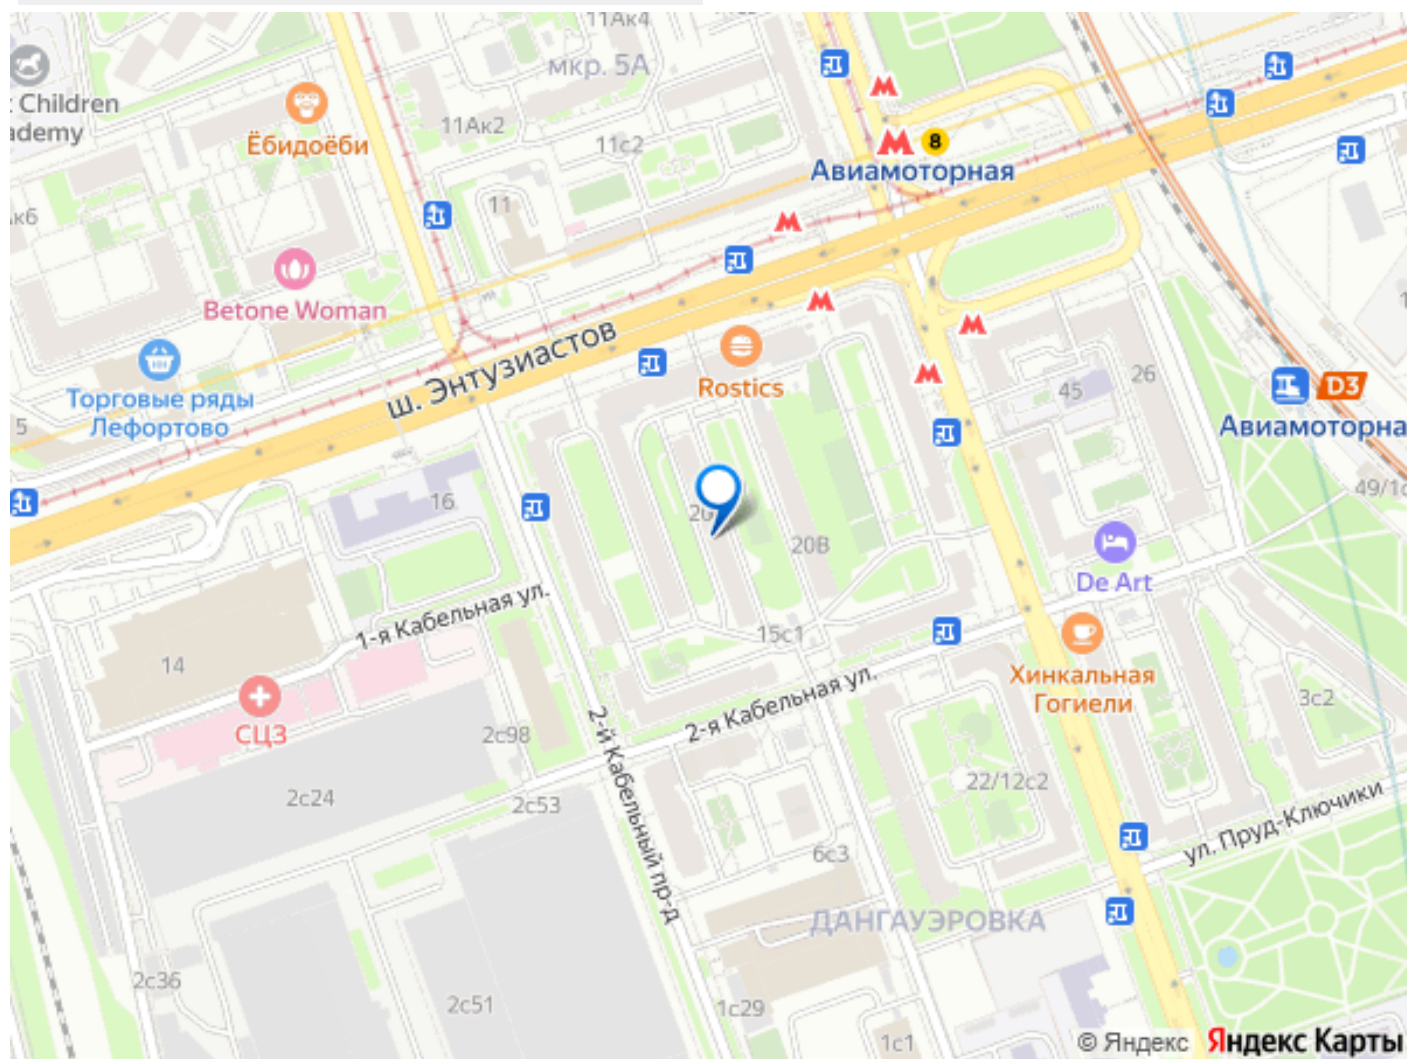 11Ак4
мкр. 5А
Children
ademy
Ёбидоёби
11Ак2
11с2
8
Авиамоторная
к6
11
Betone Woman
ш. Энтузиастов
Rostics
Торговые ряды
Лефортово
5
45
26
D3
Авиамоторна
16
49/1с
20В
De Art
1-я Кабельная ул.
15с1
14
Хинкальная
Гогиели
СЦЗ
2-я Кабельная ул.
3с2
2с98
2-й Кабельный пр-д
2с24
2с53
22/12с2
ул. Пруд-Ключики
6с3
ДАНГАУЭРОВКА
2с36
2с51
1с29
1с1
© Яндекс Яндекс Карты